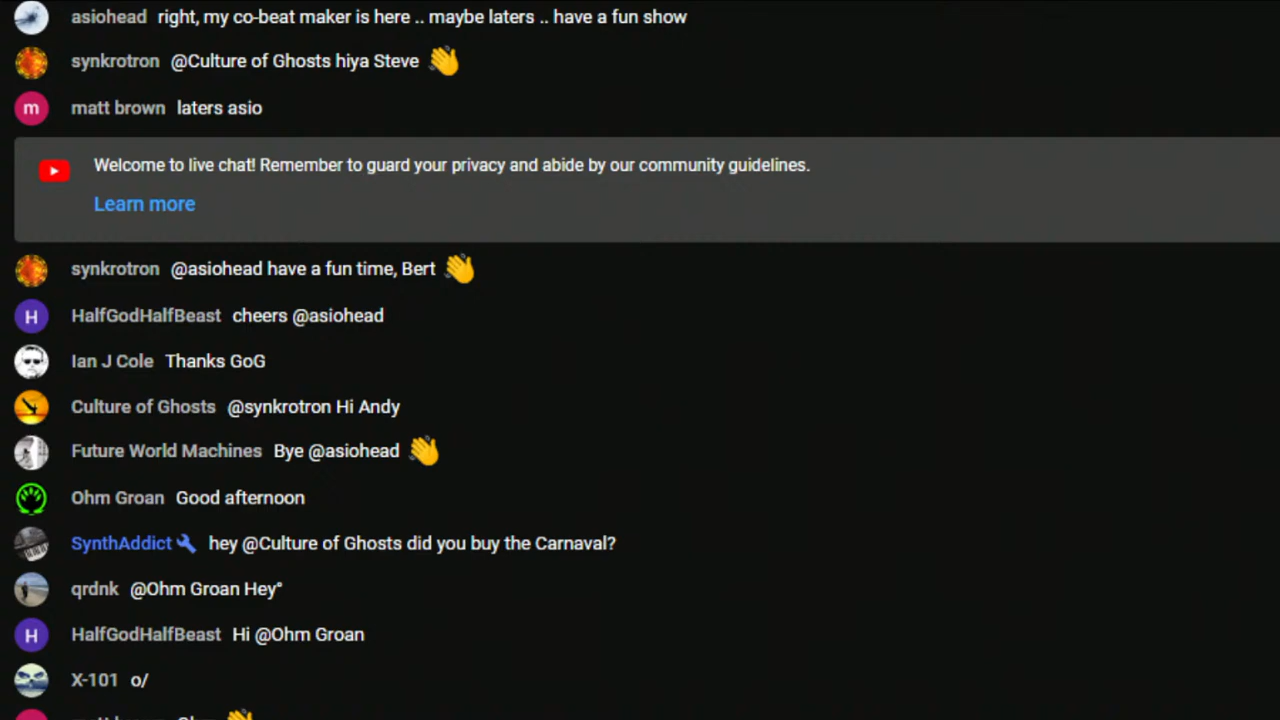 asiohead right, my co-beat maker is here .. maybe laters .. have a fun show
synkrotron @Culture of Ghosts hiya Steve 👋
m matt brown laters asio
Welcome to live chat! Remember to guard your privacy and abide by our community guidelines.
Learn more
synkrotron @asiohead have a fun time, Bert 👋
H HalfGodHalfBeast cheers @asiohead
Ian J Cole Thanks GoG
Culture of Ghosts @synkrotron Hi Andy
Future World Machines Bye @asiohead 👋
Ohm Groan Good afternoon
SynthAddict hey @Culture of Ghosts did you buy the Carnaval?
qrdnk @Ohm Groan Hey°
H HalfGodHalfBeast Hi @Ohm Groan
X-101 o/